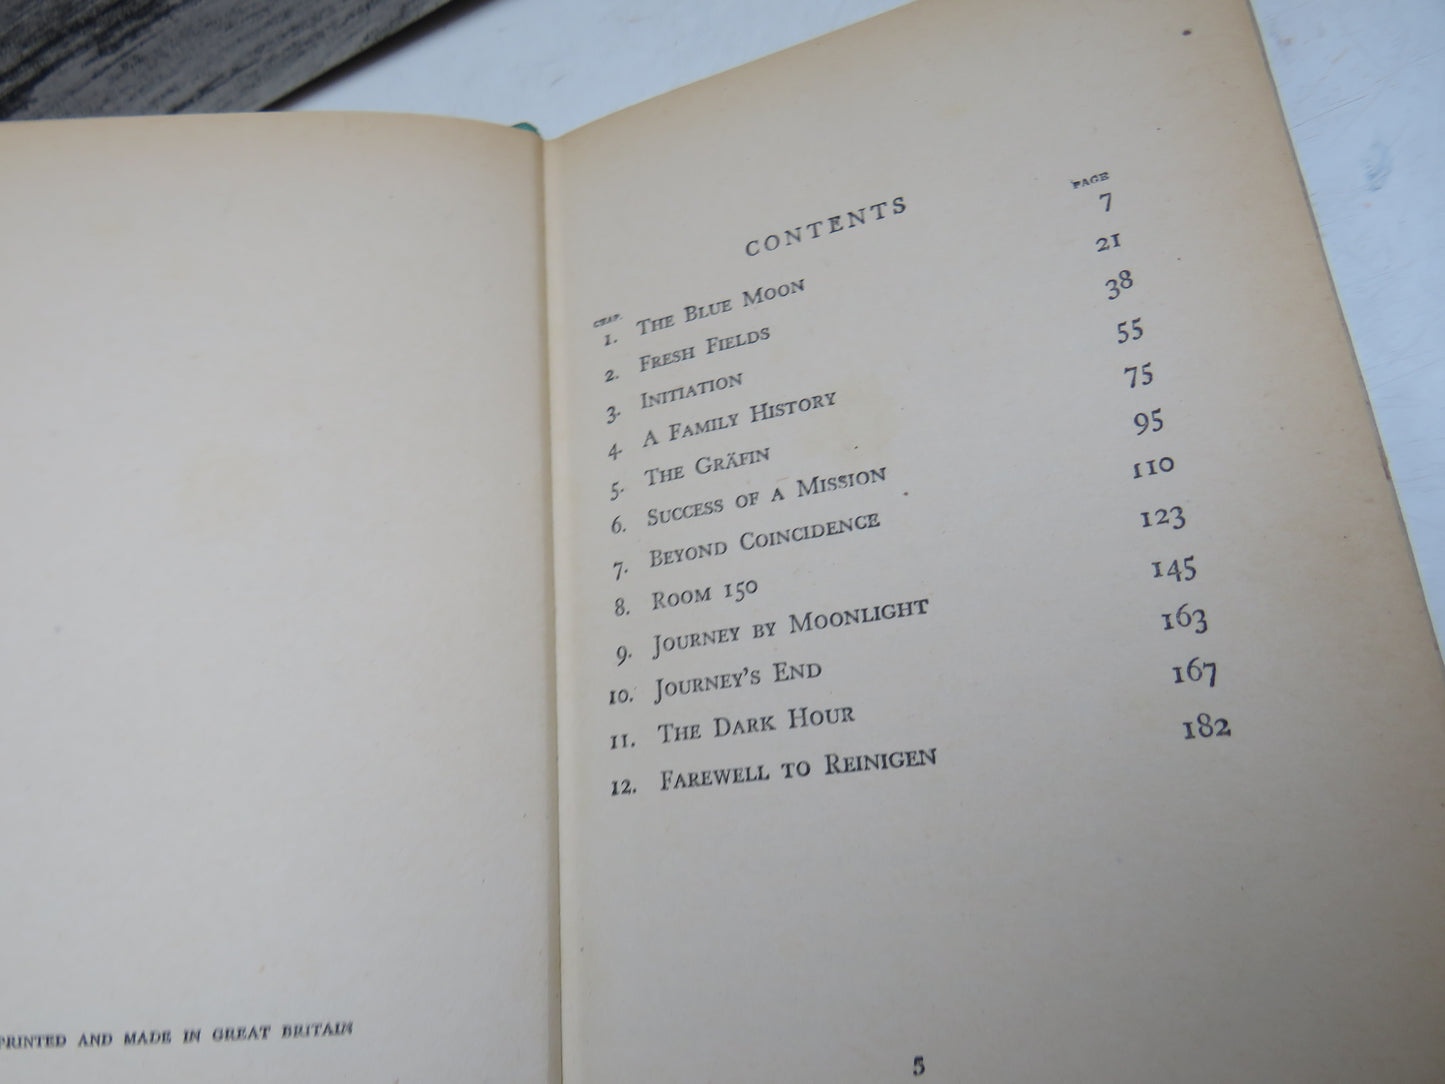 PRINTED AND MADE IN GREAT BRITAIN
CONTENTS
CHAP. PAGE
1. THE BLUE MOON 7
2. FRESH FIELDS 21
3. INITIATION 38
4. A FAMILY HISTORY 55
5. THE GRÄFIN 75
6. SUCCESS OF A MISSION 95
7. BEYOND COINCIDENCE 110
8. ROOM 150 123
9. JOURNEY BY MOONLIGHT 145
10. JOURNEY'S END 163
11. THE DARK HOUR 167
12. FAREWELL TO REINIGEN 182
5